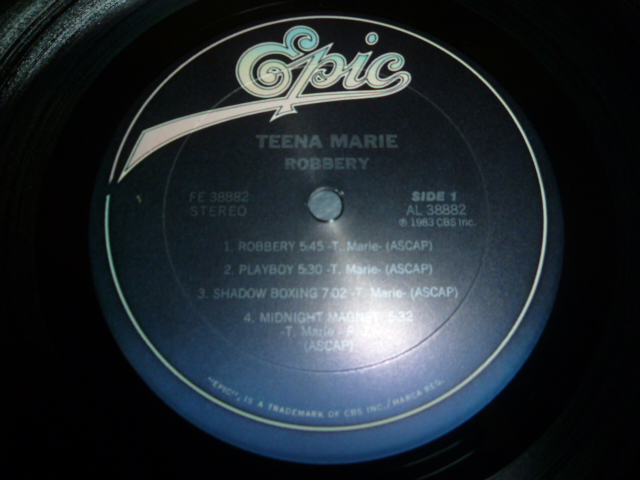 Epic
TEENA MARIE
ROBBERY
FE 38882
STEREO
SIDE 1
AL 38882
℗ 1983 CBS Inc.
1. ROBBERY 5:45 -T. Marie- (ASCAP)
2. PLAYBOY 5:30 -T. Marie- (ASCAP)
3. SHADOW BOXING 7:02 -T. Marie- (ASCAP)
4. MIDNIGHT MAGNET 5:32
-T. Marie-
(ASCAP)
"EPIC", IS A TRADEMARK OF CBS INC./MARCA REG.